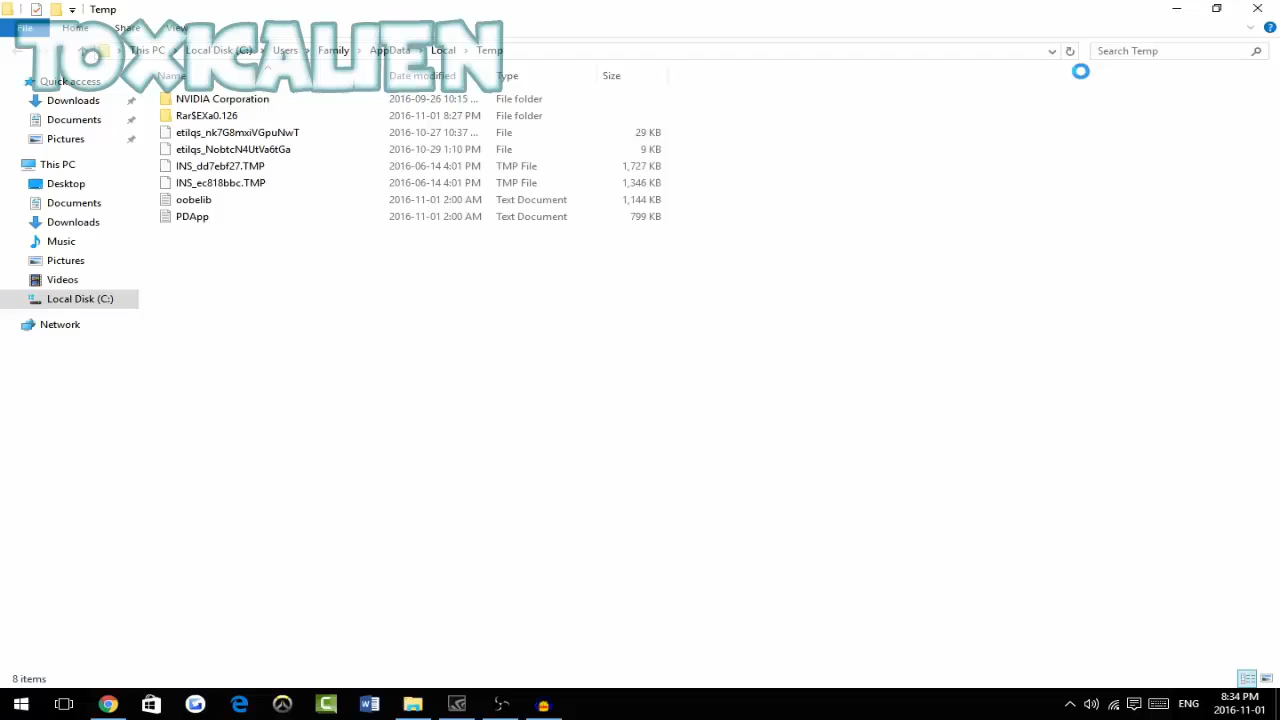 Temp
File Home Share View
TOXICALIEN
This PC Local Disk (C:) Users Family AppData Local Temp
Search Temp
Name Date modified Type Size
Quick access
Downloads
Documents
Pictures
This PC
Desktop
Documents
Downloads
Music
Pictures
Videos
Local Disk (C:)
Network
NVIDIA Corporation 2016-09-26 10:15 ... File folder
Rar$EXa0.126 2016-11-01 8:27 PM File folder
etilqs_nk7G8mxiVGpuNwT 2016-10-27 10:37 ... File 29 KB
etilqs_NobtcN4UtVa6tGa 2016-10-29 1:10 PM File 9 KB
INS_dd7ebf27.TMP 2016-06-14 4:01 PM TMP File 1,727 KB
INS_ec818bbc.TMP 2016-06-14 4:01 PM TMP File 1,346 KB
oobelib 2016-11-01 2:00 AM Text Document 1,144 KB
PDApp 2016-11-01 2:00 AM Text Document 799 KB
8 items
ENG
8:34 PM
2016-11-01